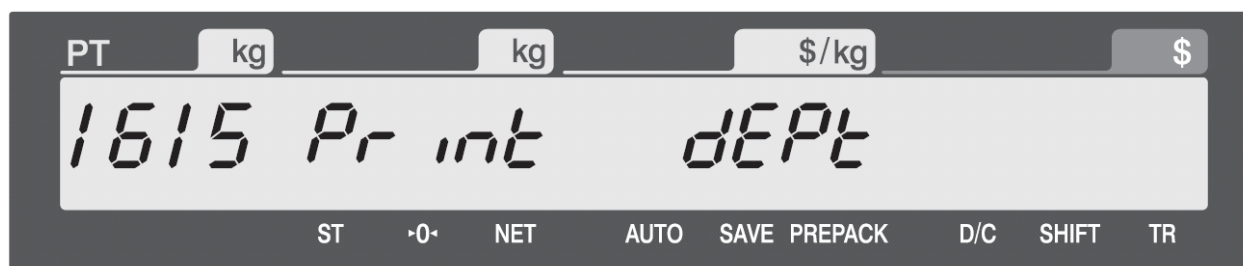 PT kg kg $/kg $
1615 Print dEPt
ST ►0◄ NET AUTO SAVE PREPACK D/C SHIFT TR